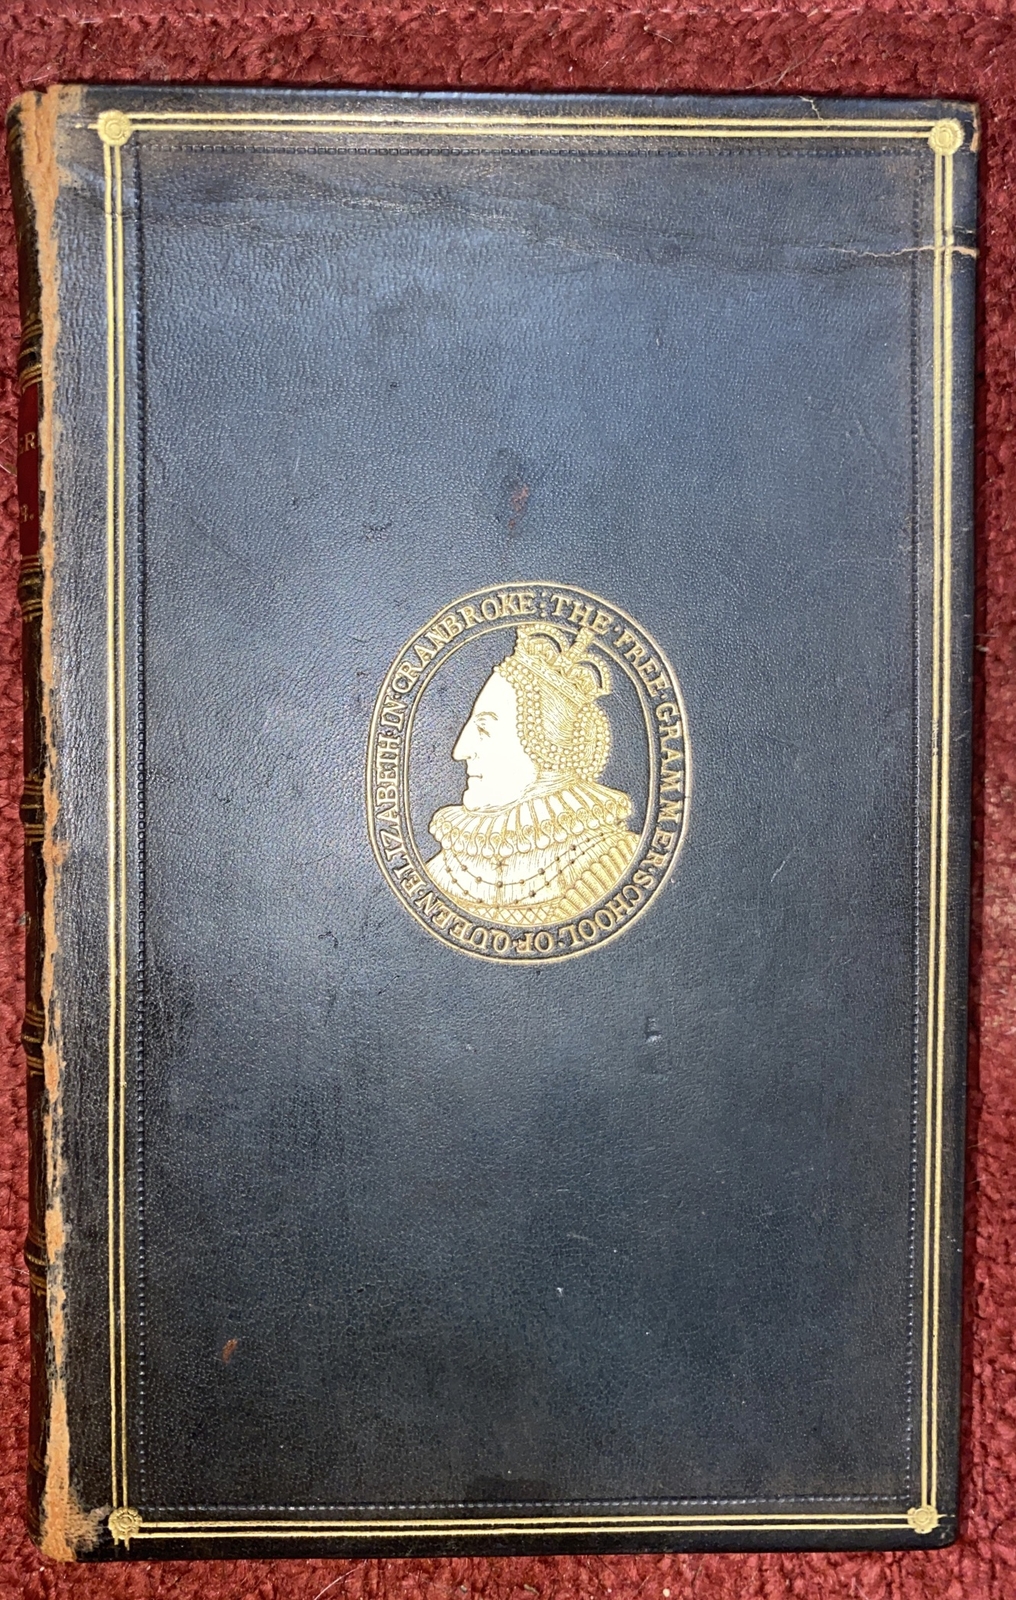 THE · FREE · GRAMMER · SCHOOL · OF · QUEEN · ELIZABETH · IN · CRANBROKE :